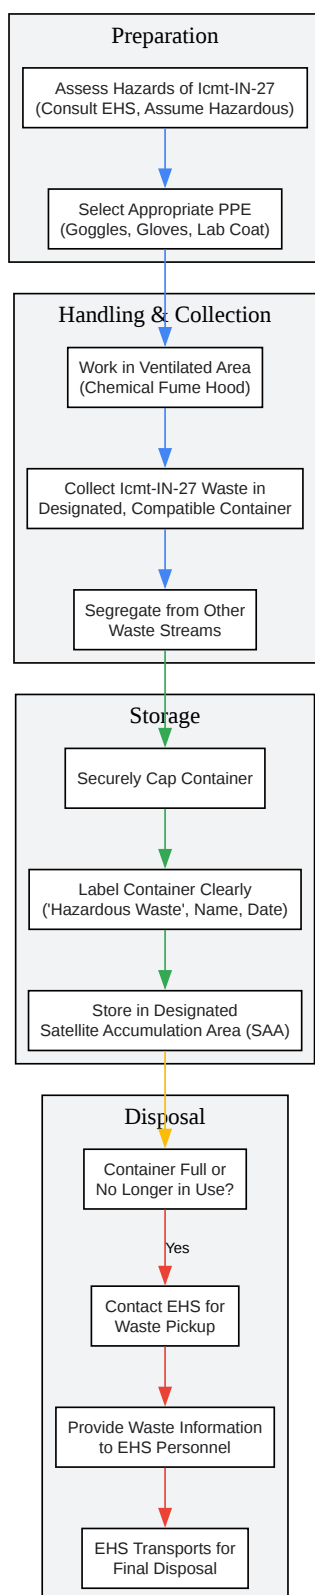 Preparation
Assess Hazards of Icmt-IN-27
(Consult EHS, Assume Hazardous)
Select Appropriate PPE
(Goggles, Gloves, Lab Coat)
Handling & Collection
Work in Ventilated Area
(Chemical Fume Hood)
Collect Icmt-IN-27 Waste in
Designated, Compatible Container
Segregate from Other
Waste Streams
Storage
Securely Cap Container
Label Container Clearly
('Hazardous Waste', Name, Date)
Store in Designated
Satellite Accumulation Area (SAA)
Disposal
Container Full or
No Longer in Use?
Yes
Contact EHS for
Waste Pickup
Provide Waste Information
to EHS Personnel
EHS Transports for
Final Disposal